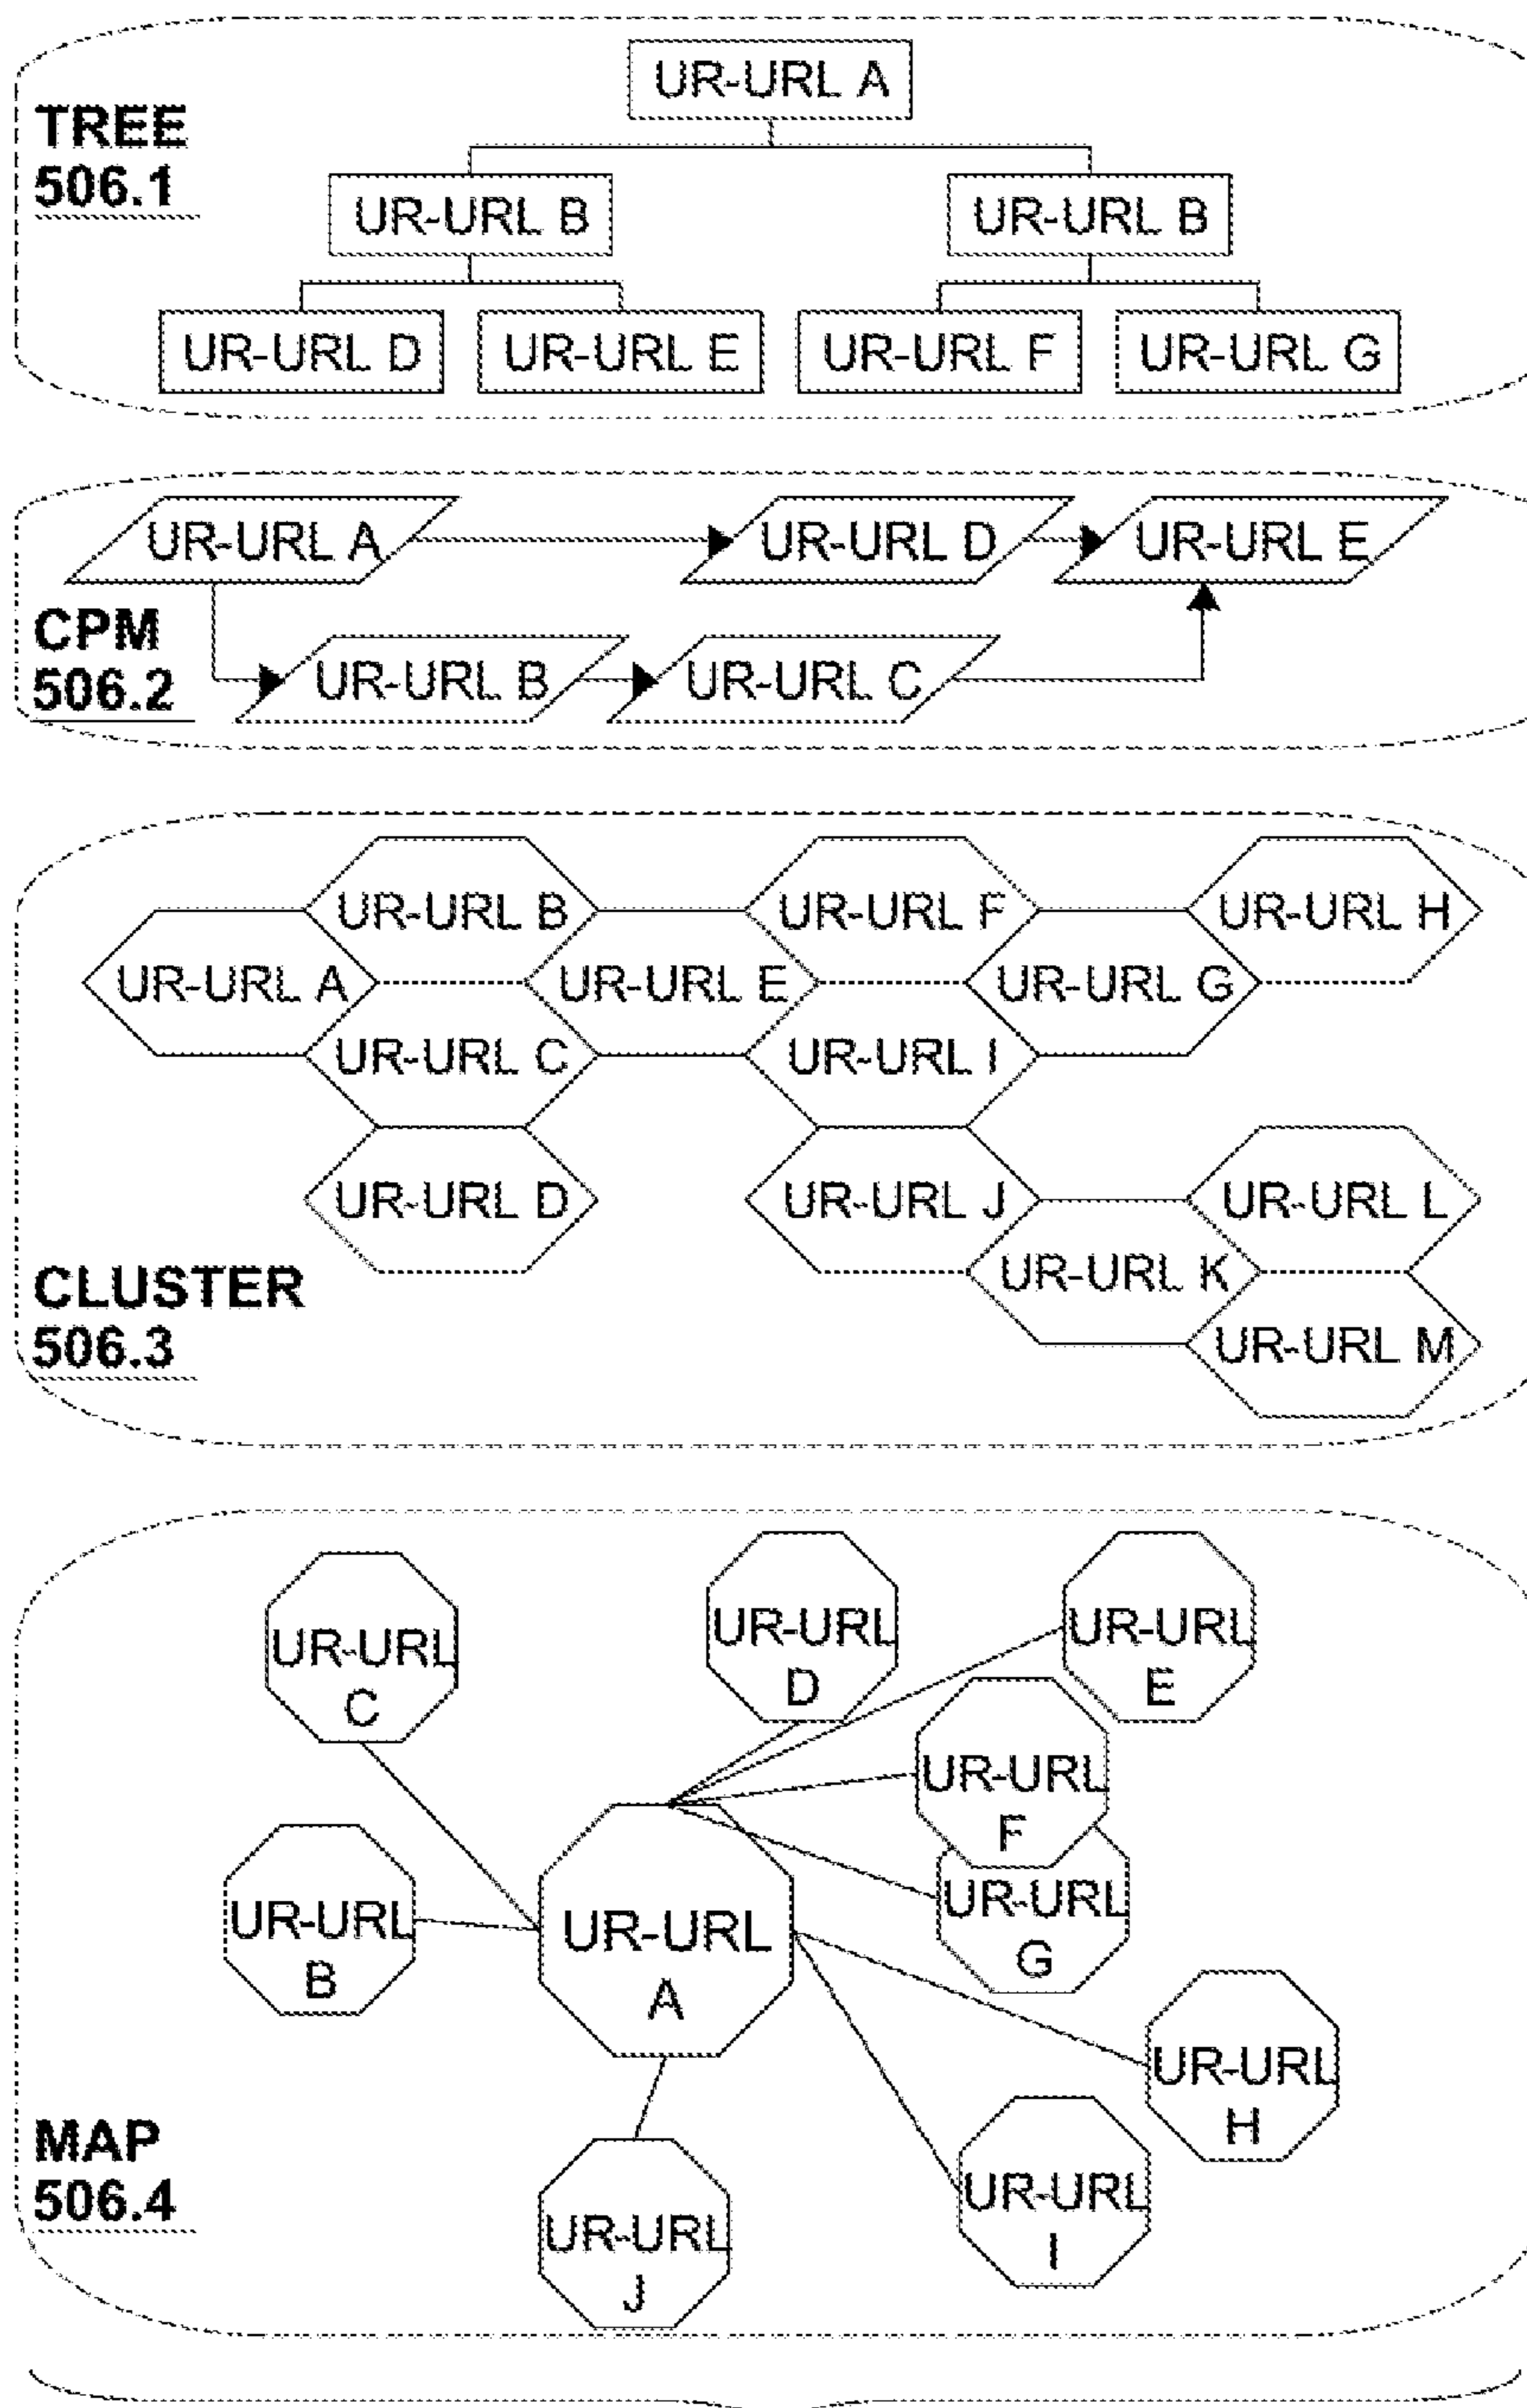 UR-URL A
TREE
506.1
UR-URL B
UR-URL B
UR-URL D
UR-URL E
UR-URL F
UR-URL G
UR-URL A
UR-URL D
UR-URL E
CPM
506.2
UR-URL B
UR-URL C
UR-URL B
UR-URL F
UR-URL H
UR-URL A
UR-URL E
UR-URL G
UR-URL C
UR-URL I
UR-URL D
UR-URL J
UR-URL L
UR-URL K
UR-URL M
CLUSTER
506.3
UR-URL
C
UR-URL
D
UR-URL
E
UR-URL
F
UR-URL
B
UR-URL
A
UR-URL
G
UR-URL
H
UR-URL
I
UR-URL
J
MAP
506.4